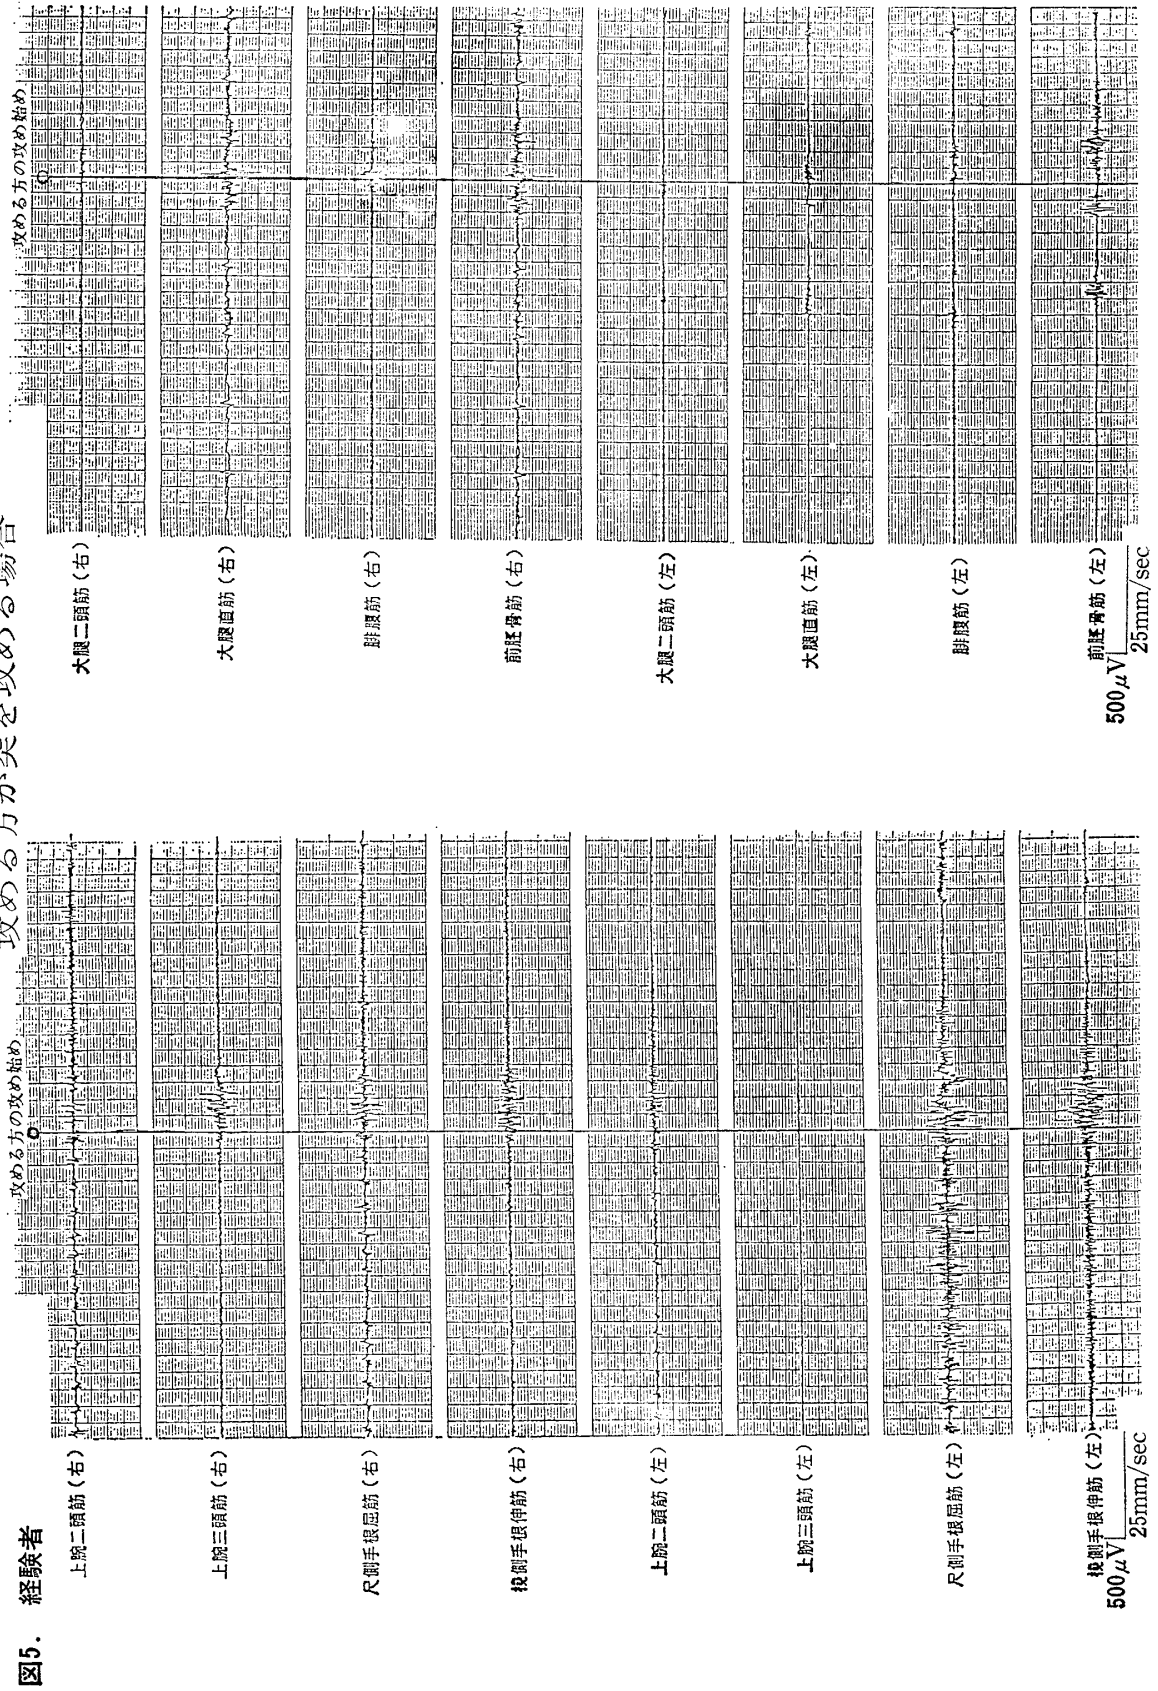 図5. 経験者
攻める方が突を攻める場合
攻める方の攻め始め
上腕二頭筋(右)
上腕三頭筋(右)
尺側手根屈筋(右)
橈側手根伸筋(右)
上腕二頭筋(左)
上腕三頭筋(左)
尺側手根屈筋(左)
橈側手根伸筋(左)
500μV
25mm/sec
攻める方の攻め始め
大腿二頭筋(右)
大腿直筋(右)
腓腹筋(右)
前脛骨筋(右)
大腿二頭筋(左)
大腿直筋(左)
腓腹筋(左)
前脛骨筋(左)
500μV
25mm/sec